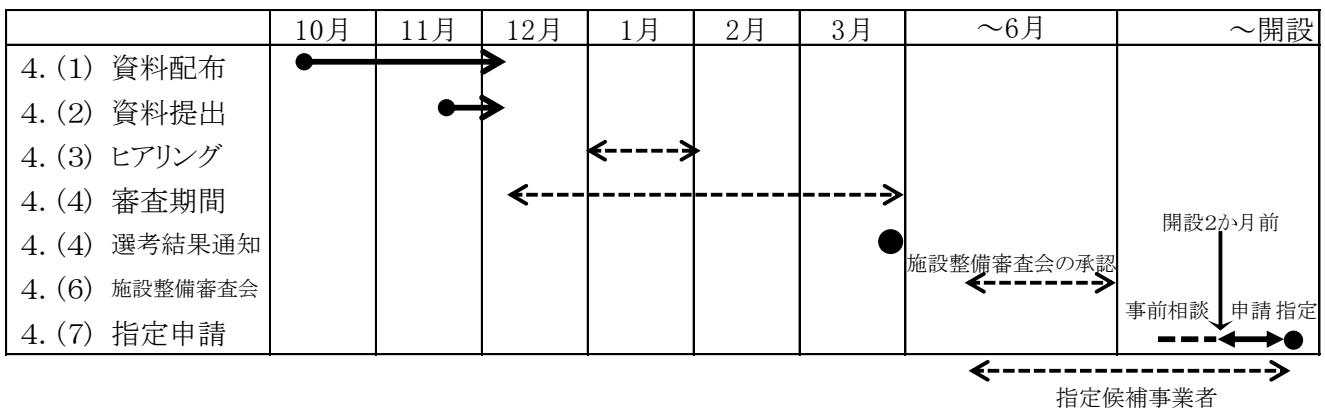 10月 11月 12月 1月 2月 3月 ～6月 ～開設
4.(1) 資料配布
4.(2) 資料提出
4.(3) ヒアリング
4.(4) 審査期間
開設2か月前
4.(4) 選考結果通知
施設整備審査会の承認
4.(6) 施設整備審査会
事前相談 申請 指定
4.(7) 指定申請
指定候補事業者